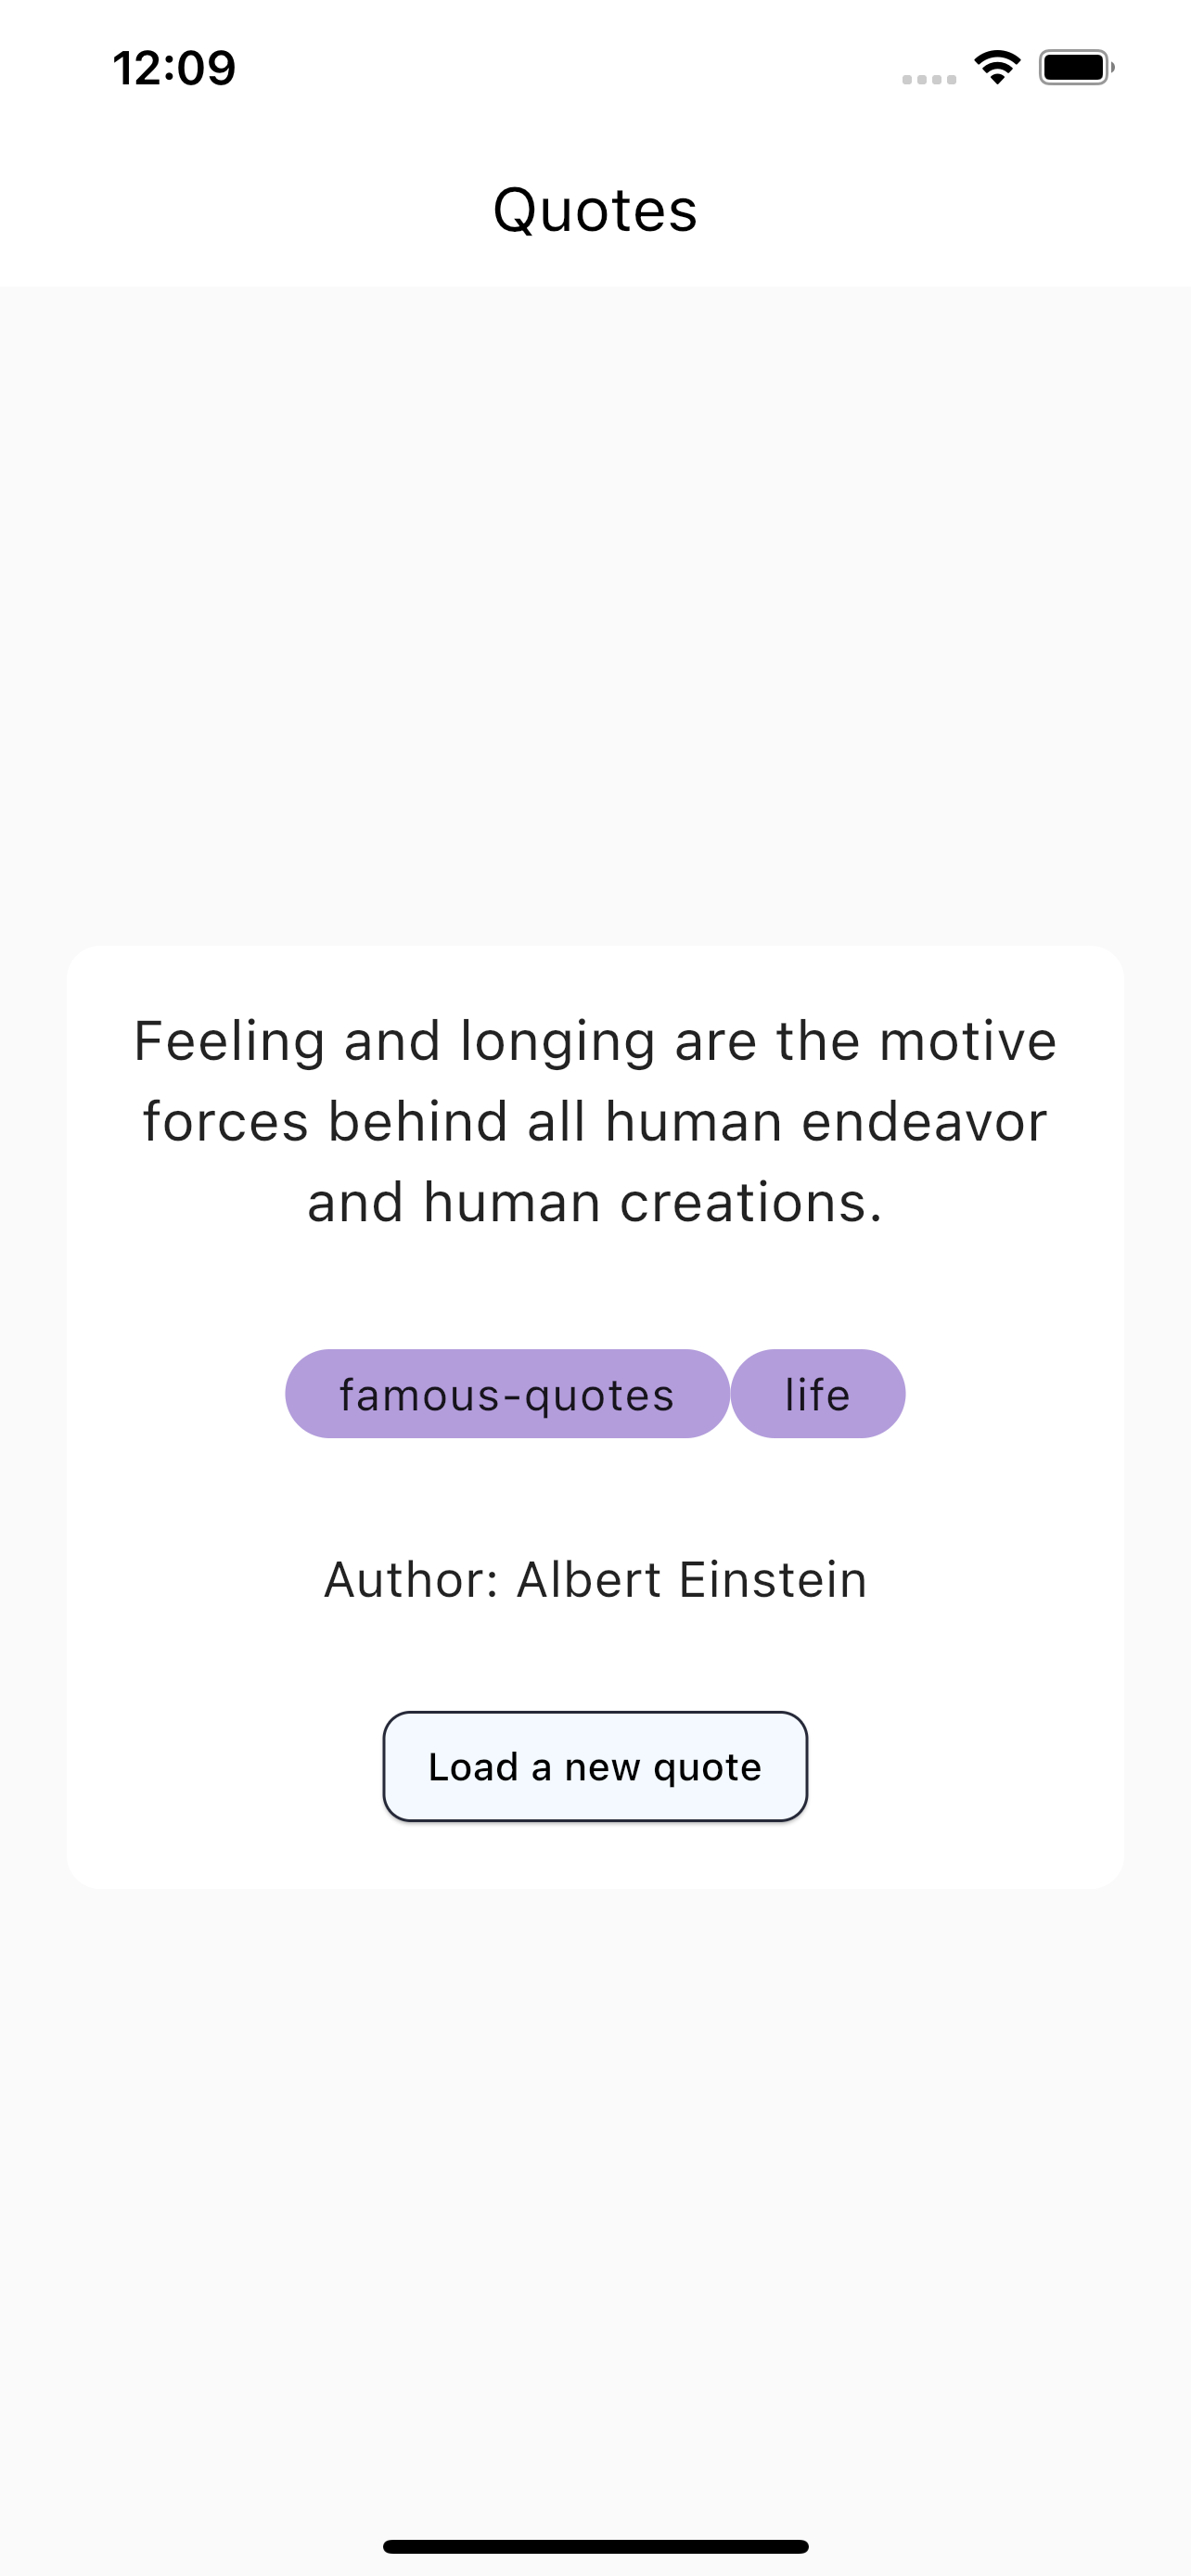 12:09
Quotes
Feeling and longing are the motive
forces behind all human endeavor
and human creations.
famous-quotes life
Author: Albert Einstein
Load a new quote